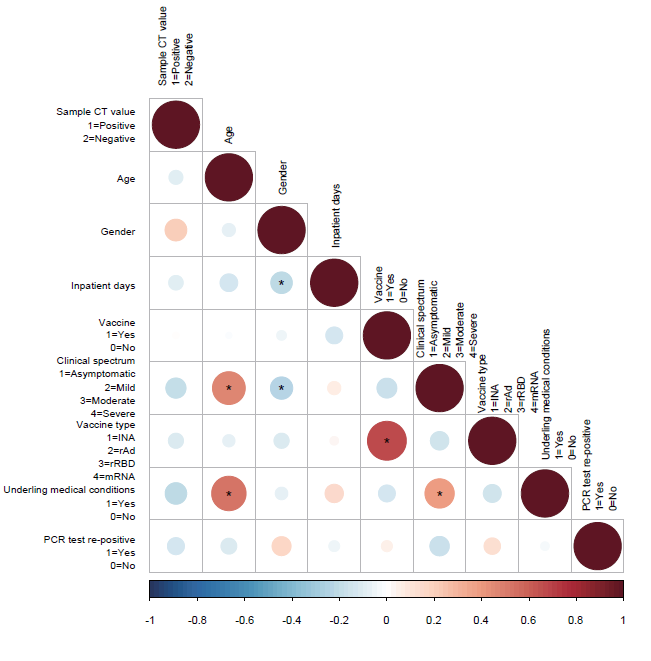 Sample CT value
1=Positive
2=Negative
Age
Gender
Inpatient days
Vaccine
1=Yes
0=No
Clinical spectrum
1=Asymptomatic
2=Mild
3=Moderate
4=Severe
Vaccine type
1=INA
2=rAd
3=rRBD
4=mRNA
Underling medical conditions
1=Yes
0=No
PCR test re-positive
1=Yes
0=No
Sample CT value
1=Positive
2=Negative
Age
Gender
Inpatient days
Vaccine
1=Yes
0=No
Clinical spectrum
1=Asymptomatic
2=Mild
3=Moderate
4=Severe
Vaccine type
1=INA
2=rAd
3=rRBD
4=mRNA
Underling medical conditions
1=Yes
0=No
PCR test re-positive
1=Yes
0=No
*
* *
*
* *
-1 -0.8 -0.6 -0.4 -0.2 0 0.2 0.4 0.6 0.8 1